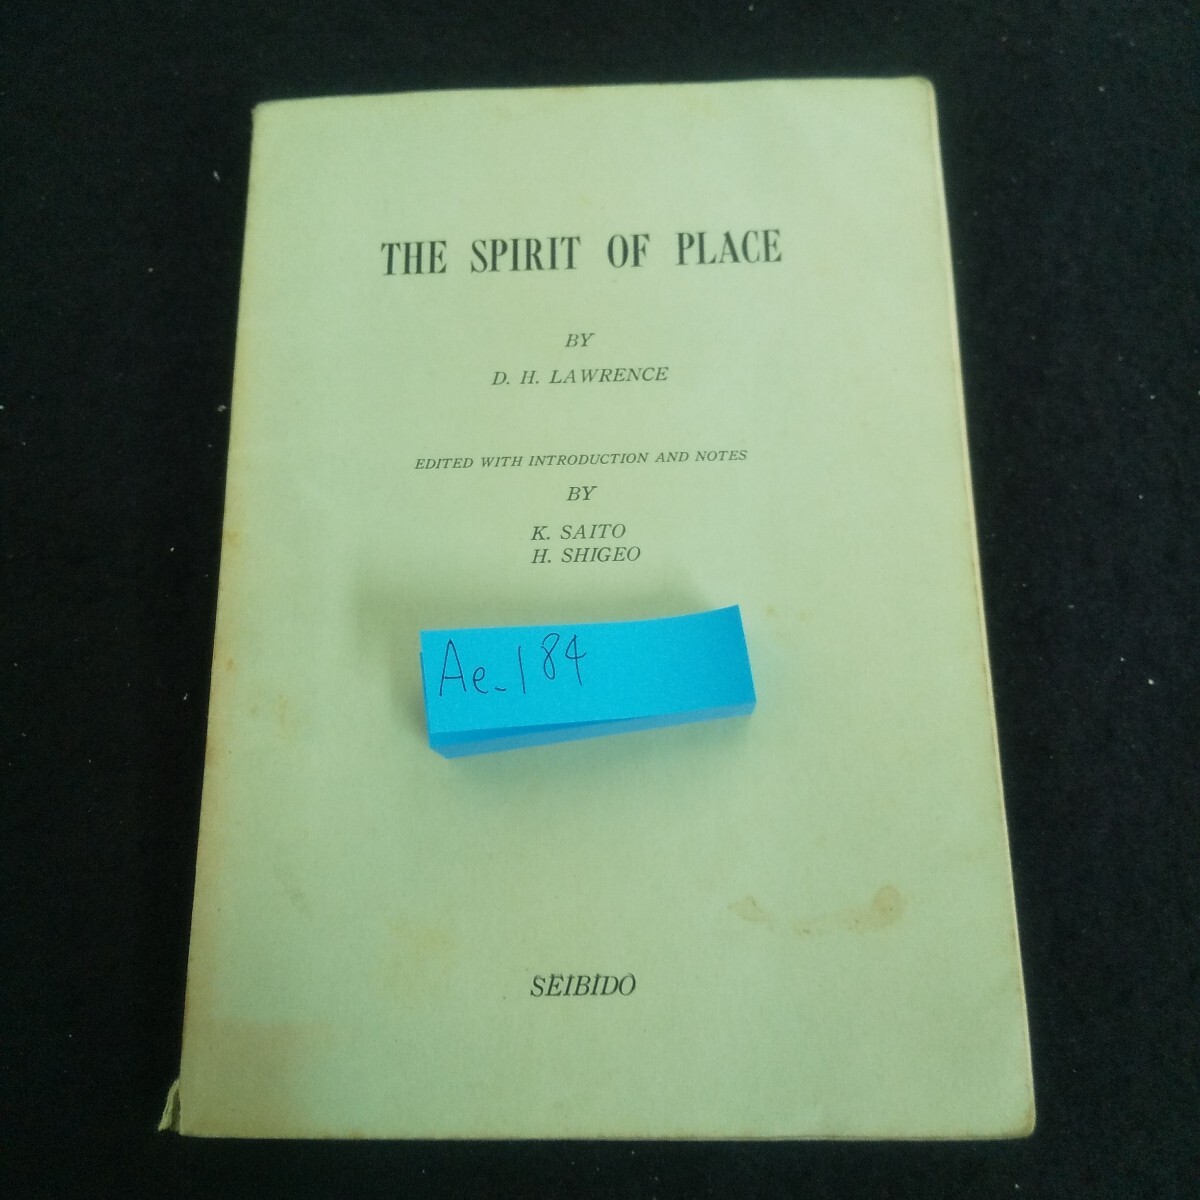 THE SPIRIT OF PLACE
BY
D. H. LAWRENCE
EDITED WITH INTRODUCTION AND NOTES
BY
K. SAITO
H. SHIGEO
Ae-184
SEIBIDO